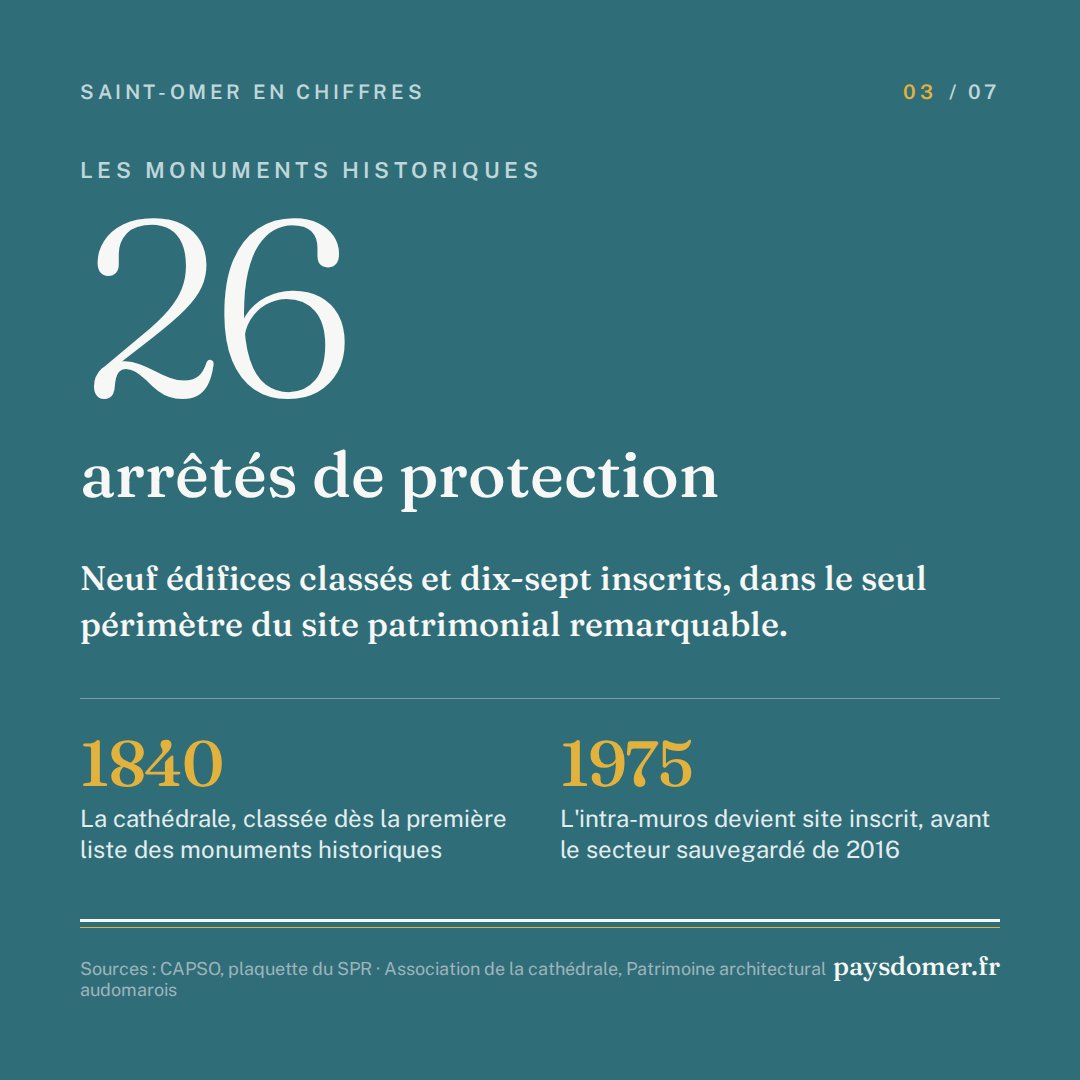 SAINT-OMER EN CHIFFRES
03 / 07
LES MONUMENTS HISTORIQUES
26
arrêtés de protection
Neuf édifices classés et dix-sept inscrits, dans le seul
périmètre du site patrimonial remarquable.
1840
La cathédrale, classée dès la première
liste des monuments historiques
1975
L'intra-muros devient site inscrit, avant
le secteur sauvegardé de 2016
Sources : CAPSO, plaquette du SPR · Association de la cathédrale, Patrimoine architectural
audomarois
paysdomer.fr